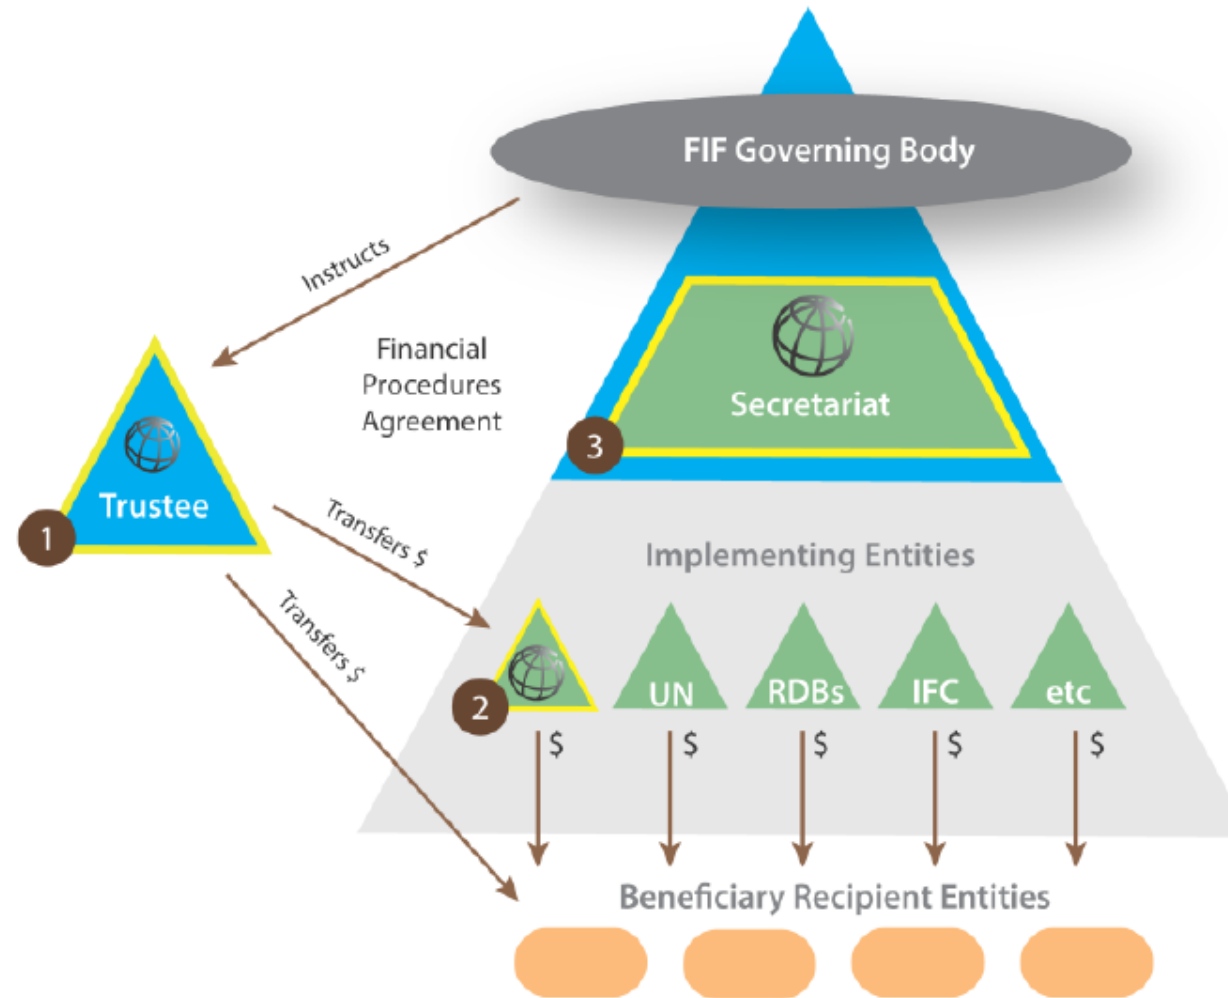 FIF Governing Body
Instructs
Financial
Procedures
Agreement
Secretariat
3
Trustee
1
Transfers $
Transfers $
Implementing Entities
2
UN
RDBs
IFC
etc
$
$
$
$
$
Beneficiary Recipient Entities